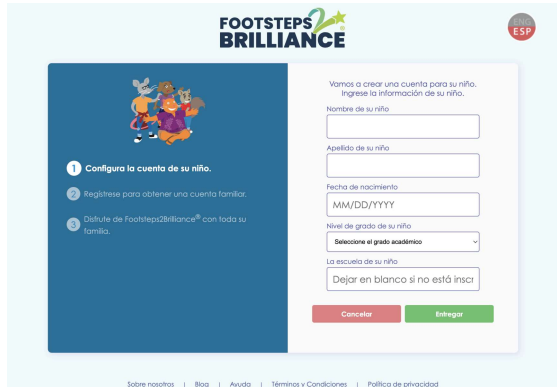 FOOTSTEPS 2
BRILLIANCE
ENG
ESP
1 Configura la cuenta de su niño.
2 Regístrese para obtener una cuenta familiar.
3 Disfrute de Footsteps2Brilliance® con toda su
familia.
Vamos a crear una cuenta para su niño.
Ingrese la información de su niño.
Nombre de su niño
Apellido de su niño
Fecha de nacimiento
MM/DD/YYYY
Nivel de grado de su niño
Seleccione el grado académico
La escuela de su niño
Dejar en blanco si no está inscr
Cancelar
Entregar
Sobre nosotros | Blog | Ayuda | Términos y Condiciones | Política de privacidad